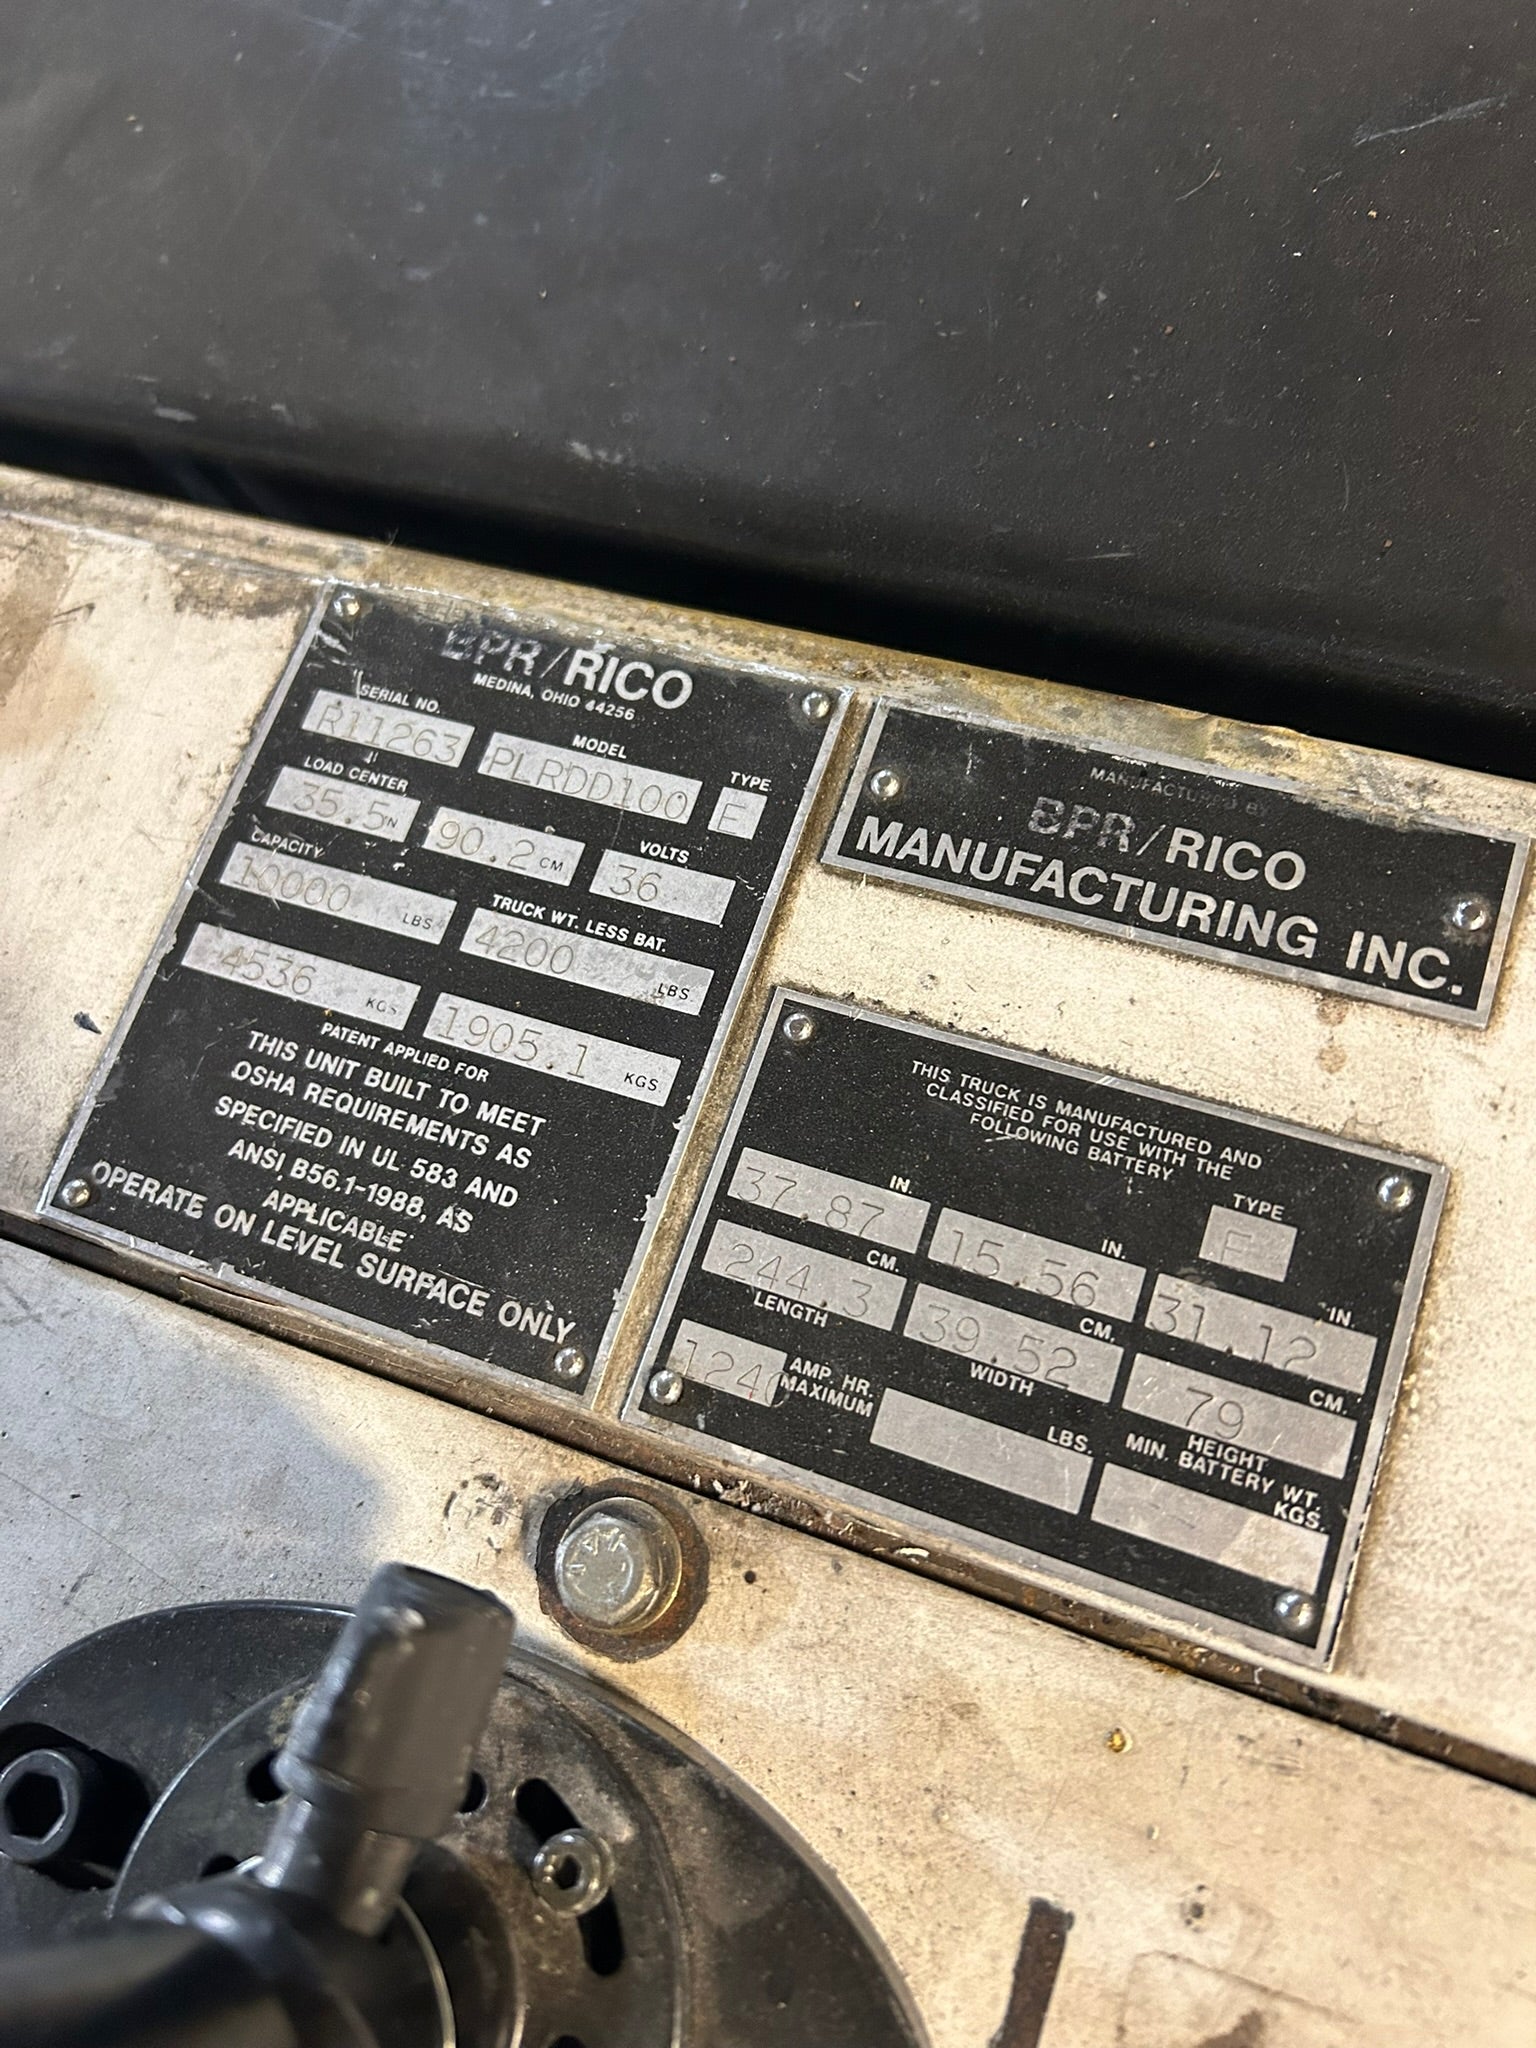 BPR/RICO
MEDINA, OHIO 44256
SERIAL NO.
R11263
MODEL
PLRDD100
TYPE
E
LOAD CENTER
35.5 IN
90.2 CM
VOLTS
36
CAPACITY
10000 LBS
TRUCK WT. LESS BAT.
4200 LBS
4536 KGS
1905.1 KGS
PATENT APPLIED FOR
THIS UNIT BUILT TO MEET
OSHA REQUIREMENTS AS
SPECIFIED IN UL 583 AND
ANSI B56.1-1988, AS
APPLICABLE
OPERATE ON LEVEL SURFACE ONLY
MANUFACTURED BY
BPR/RICO
MANUFACTURING INC.
THIS TRUCK IS MANUFACTURED AND
CLASSIFIED FOR USE WITH THE
FOLLOWING BATTERY
TYPE
E
IN.
37.87
IN.
15.56
IN.
31.12
CM.
244.3
LENGTH
CM.
39.52
WIDTH
CM.
79
HEIGHT
AMP HR.
MAXIMUM
MIN. BATTERY WT.
LBS.
KGS.